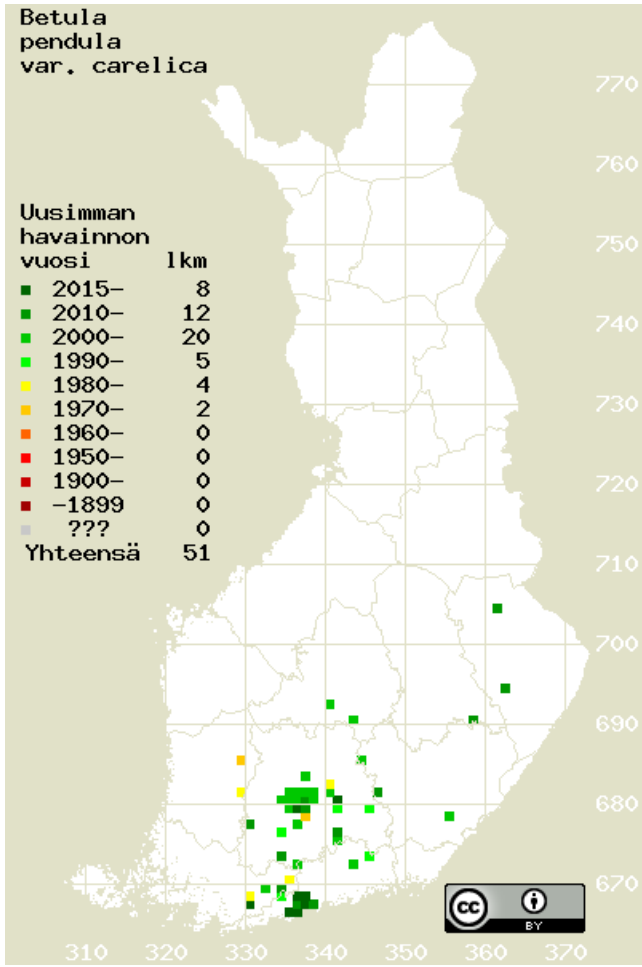 Betula
pendula
var. carelica
Uusimman
havainnon
vuosi lkm
2015- 8
2010- 12
2000- 20
1990- 5
1980- 4
1970- 2
1960- 0
1950- 0
1900- 0
-1899 0
??? 0
Yhteensä 51
770
760
750
740
730
720
710
700
690
680
670
cc
BY
310 320 330 340 350 360 370